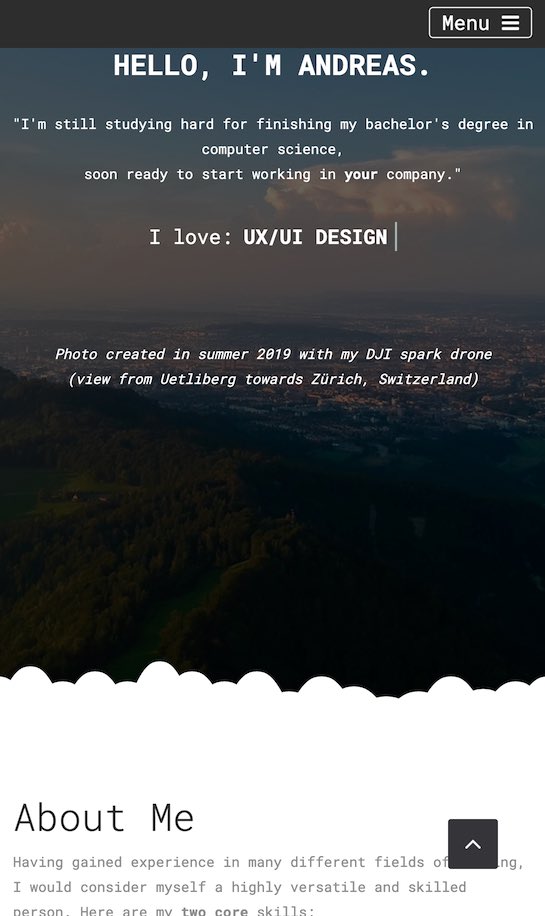 Menu
HELLO, I'M ANDREAS.
"I'm still studying hard for finishing my bachelor's degree in
computer science,
soon ready to start working in your company."
I love: UX/UI DESIGN
Photo created in summer 2019 with my DJI spark drone
(view from Uetliberg towards Zürich, Switzerland)
About Me
Having gained experience in many different fields of
I would consider myself a highly versatile and skilled
person. Here are my two core skills: